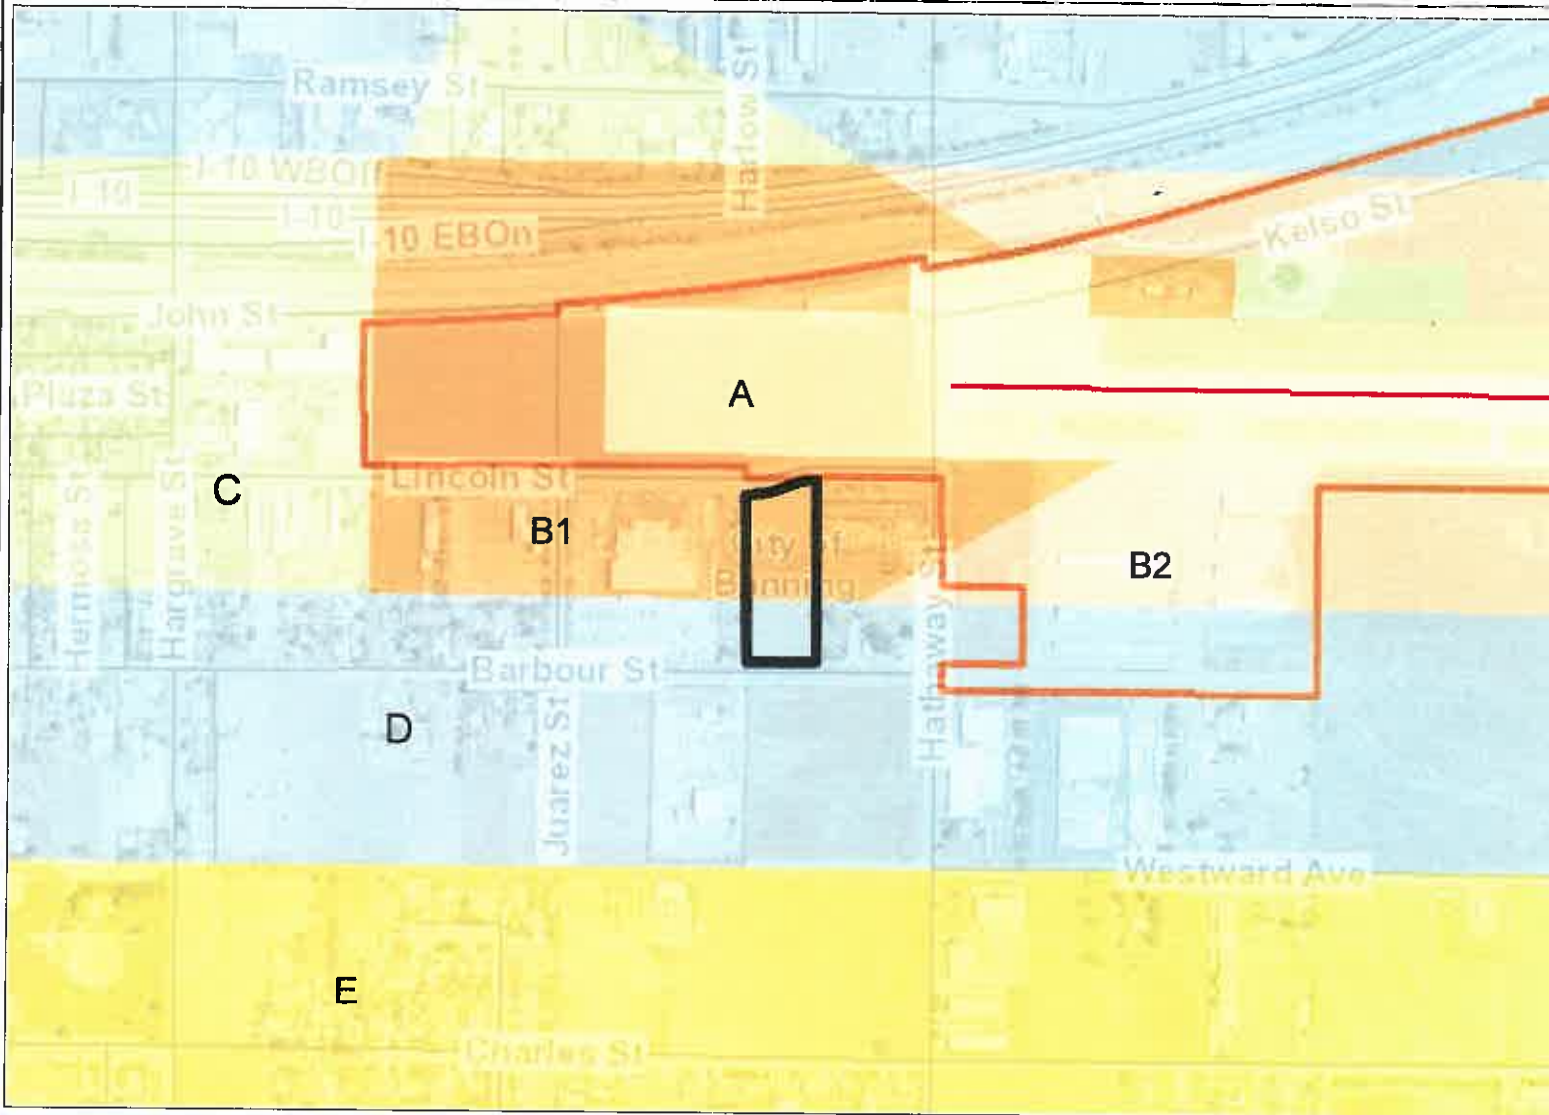 Ramsey St
Harlow St
I-10 WBOn
I-10
I-10
I-10 EBOn
Kelso St
John St
Plaza St
A
Lincoln St
C
B1
City of
Banning
B2
Hermosa St
Hargrave St
Hathaway St
Barbour St
D
Juarez St
Westward Ave
E
Charles St